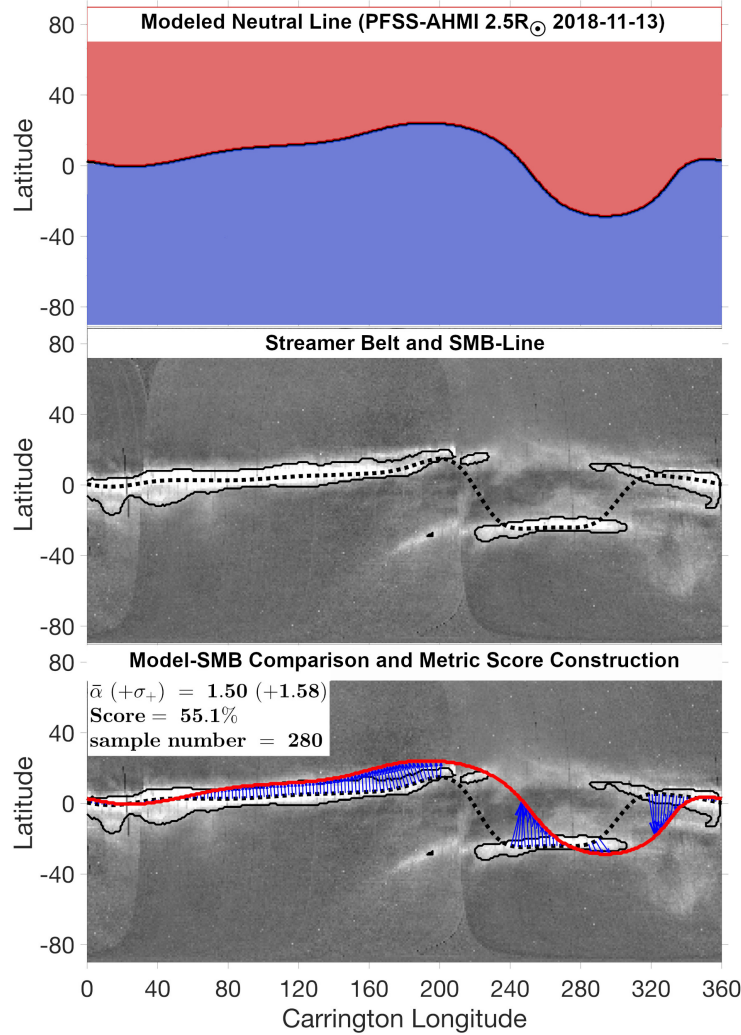 Modeled Neutral Line (PFSS-AHMI 2.5R☉ 2018-11-13)
80
40
0
-40
-80
Latitude
Streamer Belt and SMB-Line
80
40
0
-40
-80
Latitude
Model-SMB Comparison and Metric Score Construction
ᾱ (+σ₊) = 1.50 (+1.58)
Score = 55.1%
sample number = 280
80
40
0
-40
-80
Latitude
0 40 80 120 160 200 240 280 320 360
Carrington Longitude